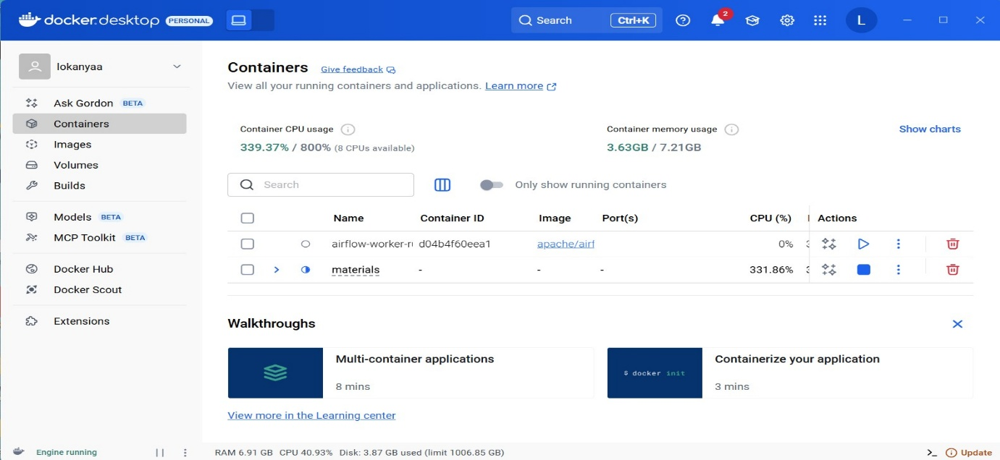 docker desktop PERSONAL Search Ctrl+K 2 L
lokanyaa
Ask Gordon BETA
Containers
Images
Volumes
Builds
Models BETA
MCP Toolkit BETA
Docker Hub
Docker Scout
Extensions
Containers Give feedback
View all your running containers and applications. Learn more
Container CPU usage
339.37% / 800% (8 CPUs available)
Container memory usage
3.63GB / 7.21GB
Show charts
Search
Only show running containers
Name Container ID Image Port(s) CPU (%) Actions
airflow-worker-r d04b4f60eea1 apache/airf 0%
materials - - - 331.86%
Walkthroughs
Multi-container applications
8 mins
$ docker init
Containerize your application
3 mins
View more in the Learning center
Engine running RAM 6.91 GB CPU 40.93% Disk: 3.87 GB used (limit 1006.85 GB) >_ Update